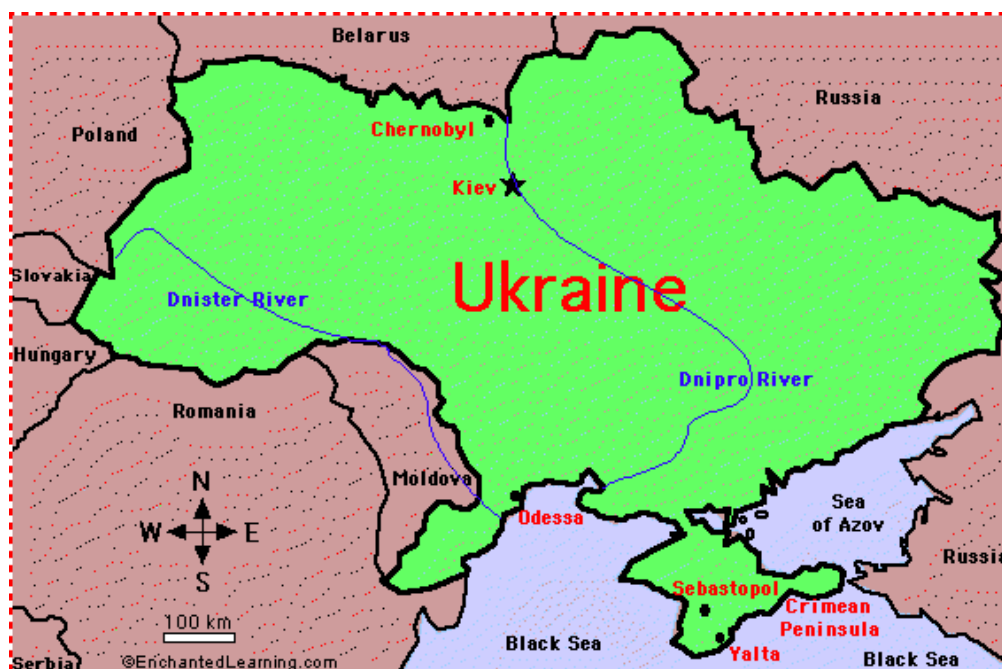 Belarus
Russia
Poland
Chernobyl
Kiev
Slovakia
Ukraine
Dnister River
Hungary
Dnipro River
Romania
Moldova
N
W E
S
Odessa
Sea
of Azov
Russia
Sebastopol
Crimean
Peninsula
100 km
Black Sea
Yalta
Black Sea
Serbia
©EnchantedLearning.com